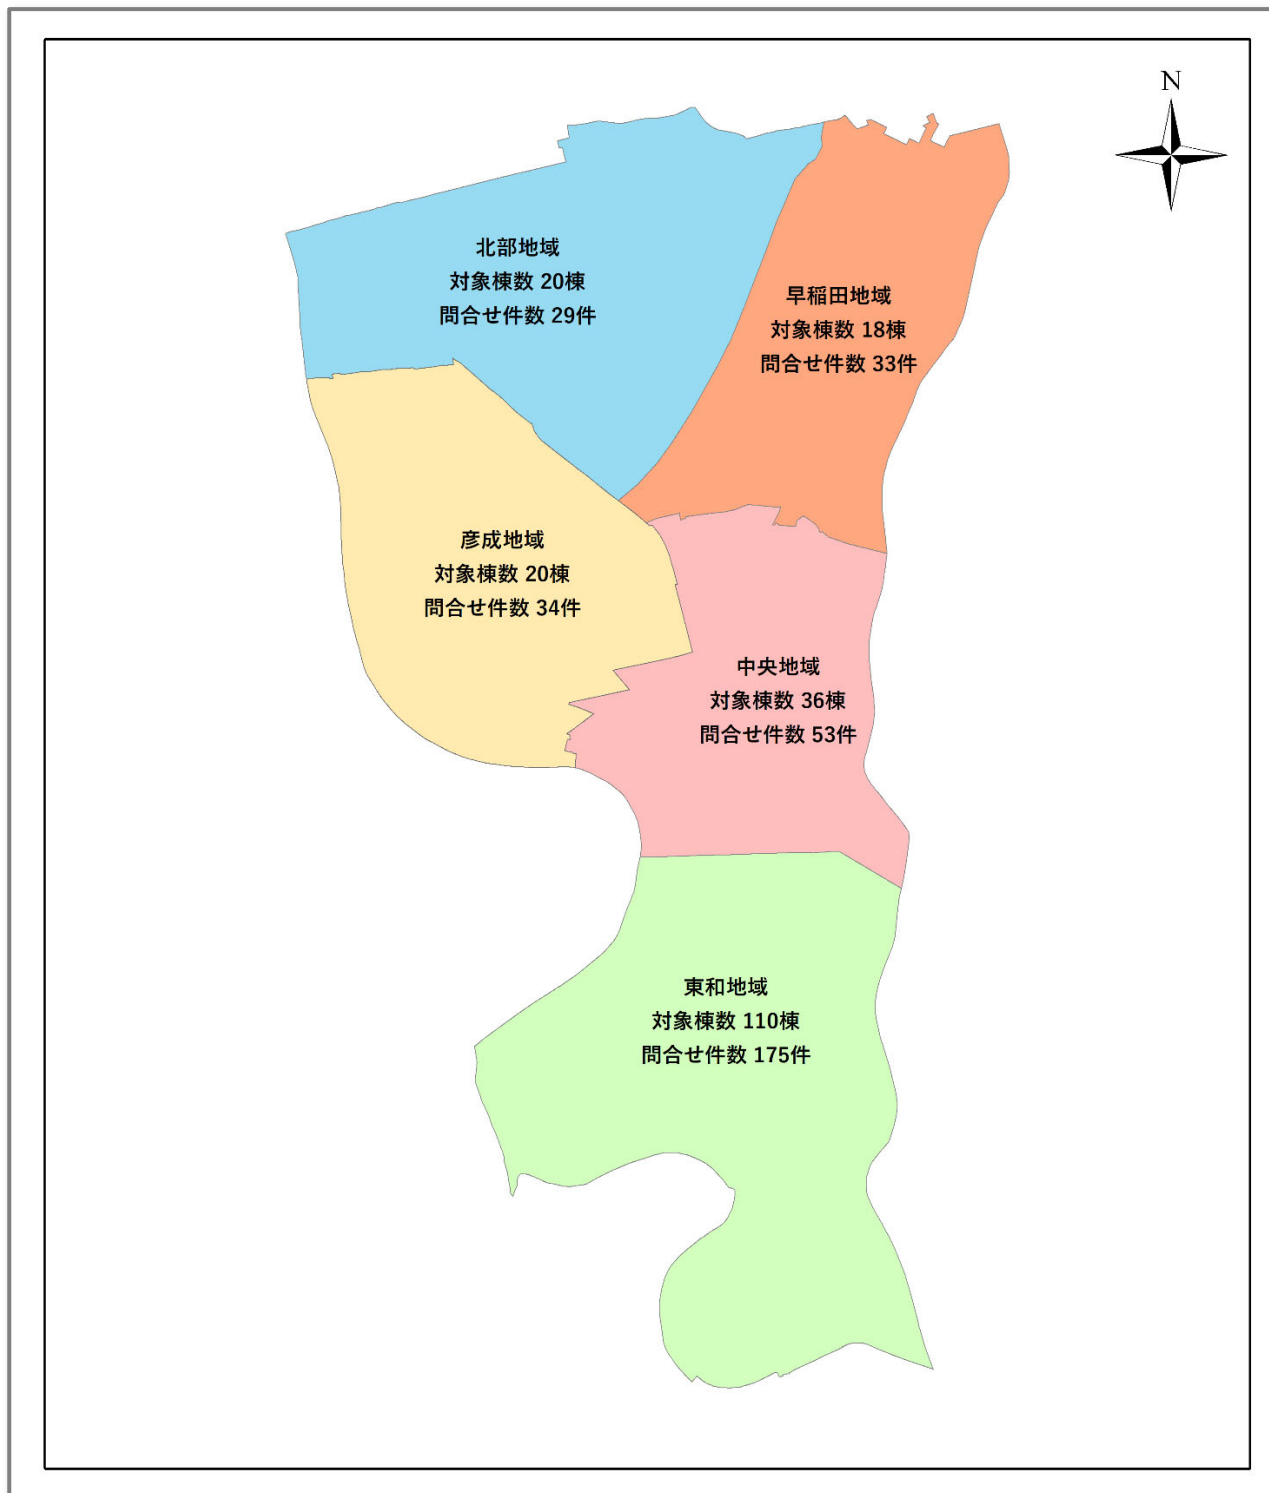 N
北部地域
対象棟数 20棟
問合せ件数 29件
早稲田地域
対象棟数 18棟
問合せ件数 33件
彦成地域
対象棟数 20棟
問合せ件数 34件
中央地域
対象棟数 36棟
問合せ件数 53件
東和地域
対象棟数 110棟
問合せ件数 175件